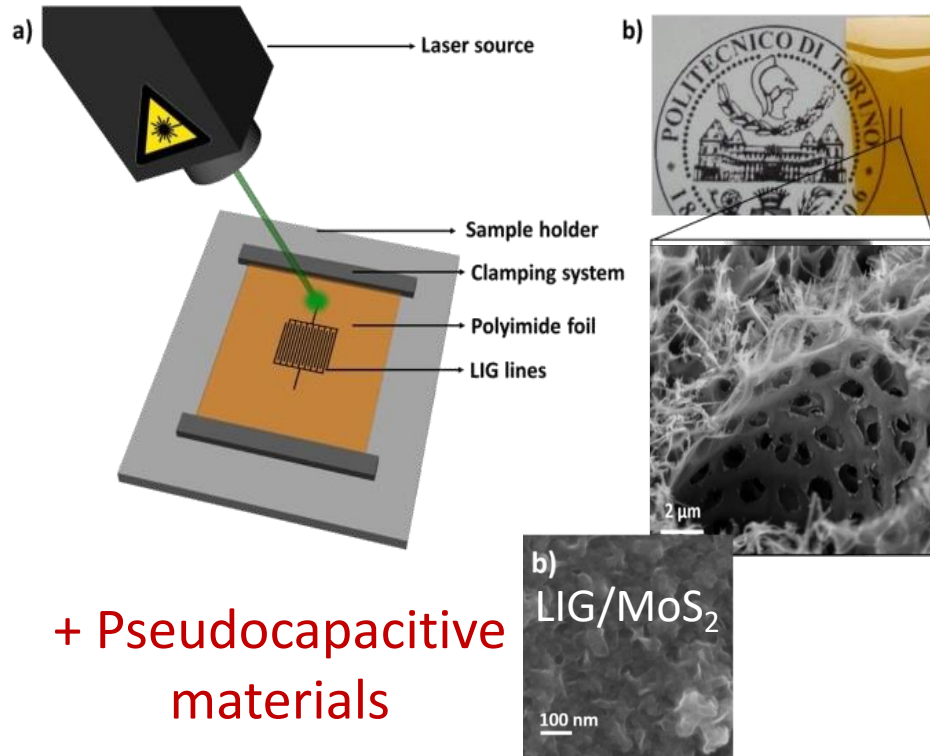 a)
Laser source
Sample holder
Clamping system
Polyimide foil
LIG lines
b)
POLITECNICO DI TORINO
2 µm
+ Pseudocapacitive
materials
b)
LIG/MoS₂
100 nm